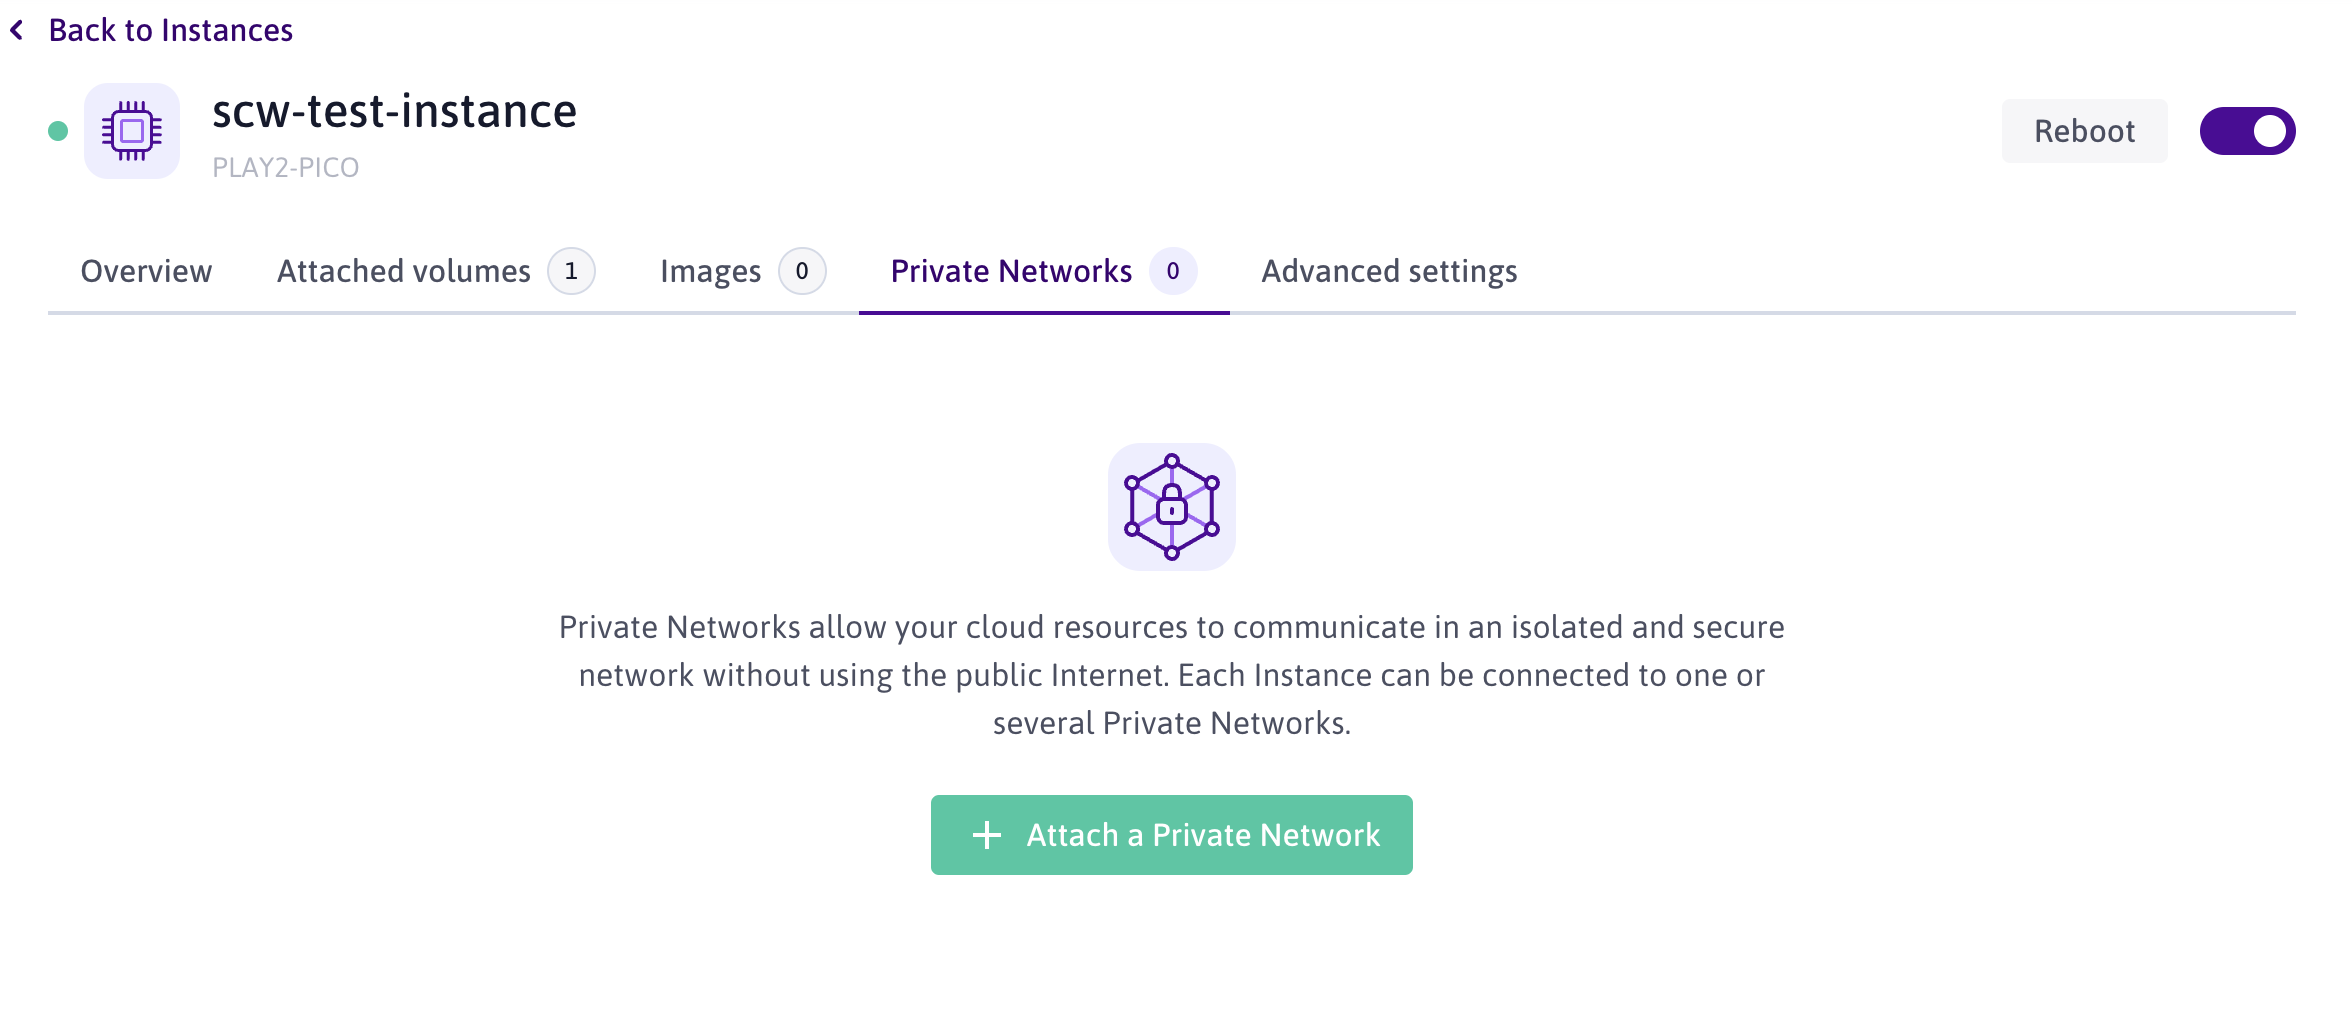 Back to Instances
scw-test-instance
PLAY2-PICO
Reboot
Overview Attached volumes 1 Images 0 Private Networks 0 Advanced settings
Private Networks allow your cloud resources to communicate in an isolated and secure
network without using the public Internet. Each Instance can be connected to one or
several Private Networks.
Attach a Private Network